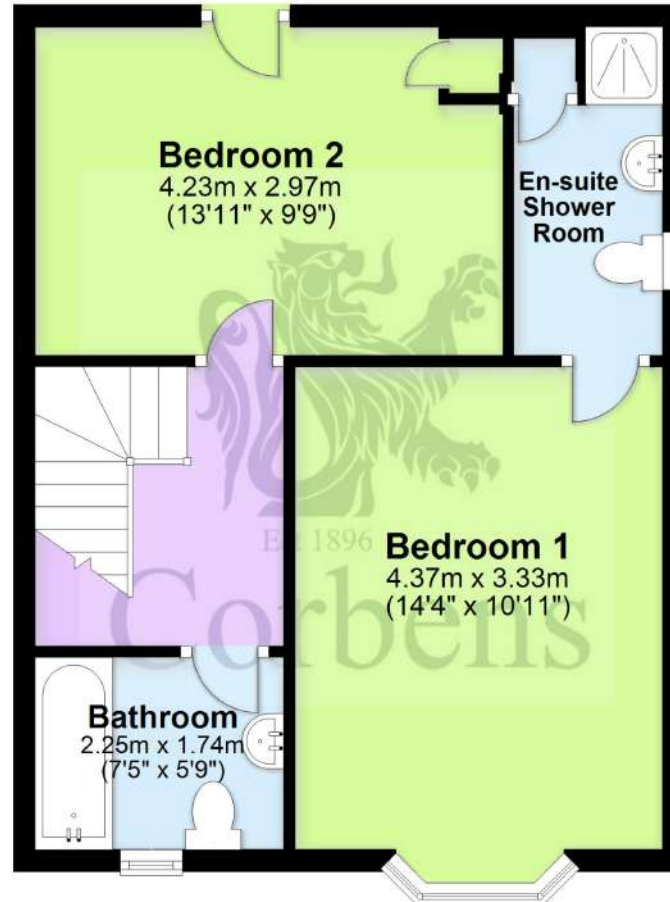 Bedroom 2
4.23m x 2.97m
(13'11" x 9'9")
En-suite
Shower
Room
Est 1896
Corbens
Bedroom 1
4.37m x 3.33m
(14'4" x 10'11")
Bathroom
2.25m x 1.74m
(7'5" x 5'9")